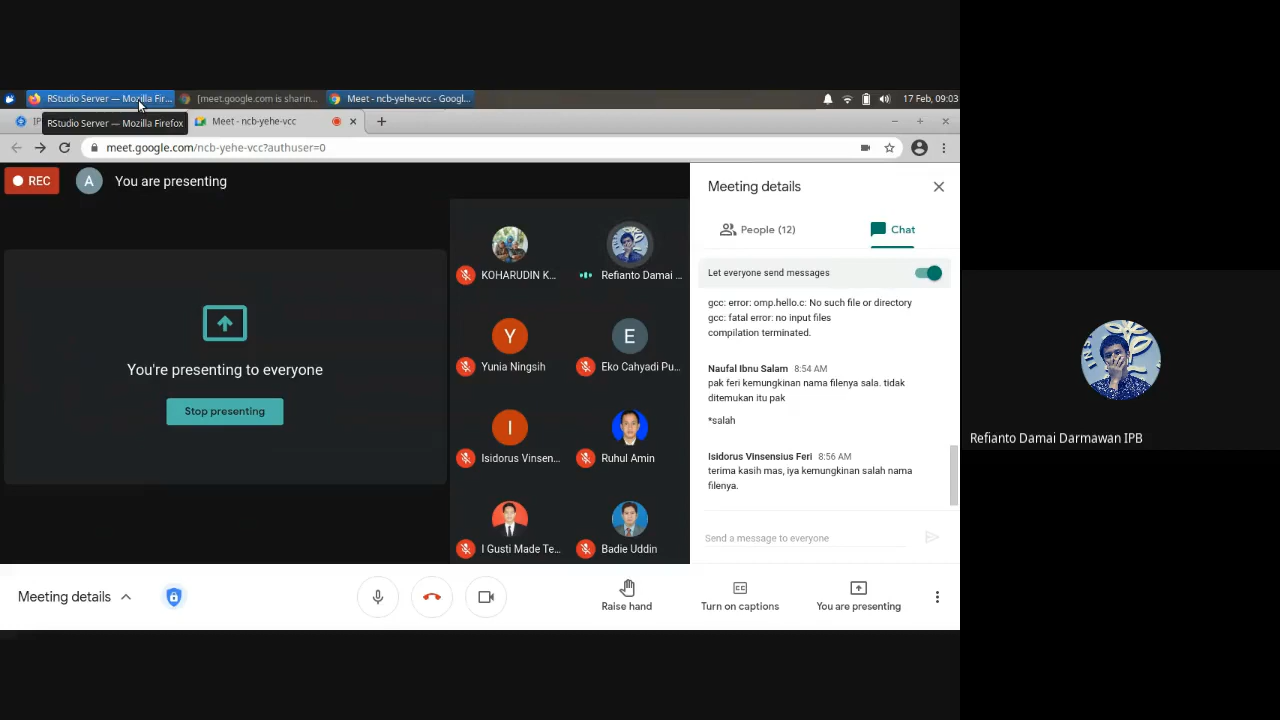 RStudio Server — Mozilla Fir...
[meet.google.com is sharin...
Meet - ncb-yehe-vcc - Googl...
17 Feb, 09:03
IP
RStudio Server — Mozilla Firefox
Meet - ncb-yehe-vcc
meet.google.com/ncb-yehe-vcc?authuser=0
REC
A
You are presenting
You're presenting to everyone
Stop presenting
KOHARUDIN K...
Refianto Damai ...
Y
Yunia Ningsih
E
Eko Cahyadi Pu...
I
Isidorus Vinsen...
Ruhul Amin
I Gusti Made Te...
Badie Uddin
Meeting details
People (12)
Chat
Let everyone send messages
gcc: error: omp.hello.c: No such file or directory
gcc: fatal error: no input files
compilation terminated.
Naufal Ibnu Salam 8:54 AM
pak feri kemungkinan nama filenya sala. tidak
ditemukan itu pak
*salah
Isidorus Vinsensius Feri 8:56 AM
terima kasih mas, iya kemungkinan salah nama
filenya.
Send a message to everyone
Meeting details
Raise hand
Turn on captions
You are presenting
Refianto Damai Darmawan IPB